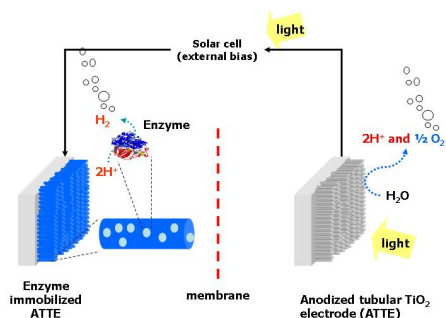 light
Solar cell
(external bias)
H₂
Enzyme
2H⁺
2H⁺ and ½ O₂
H₂O
light
Enzyme
immobilized
ATTE
membrane
Anodized tubular TiO₂
electrode (ATTE)